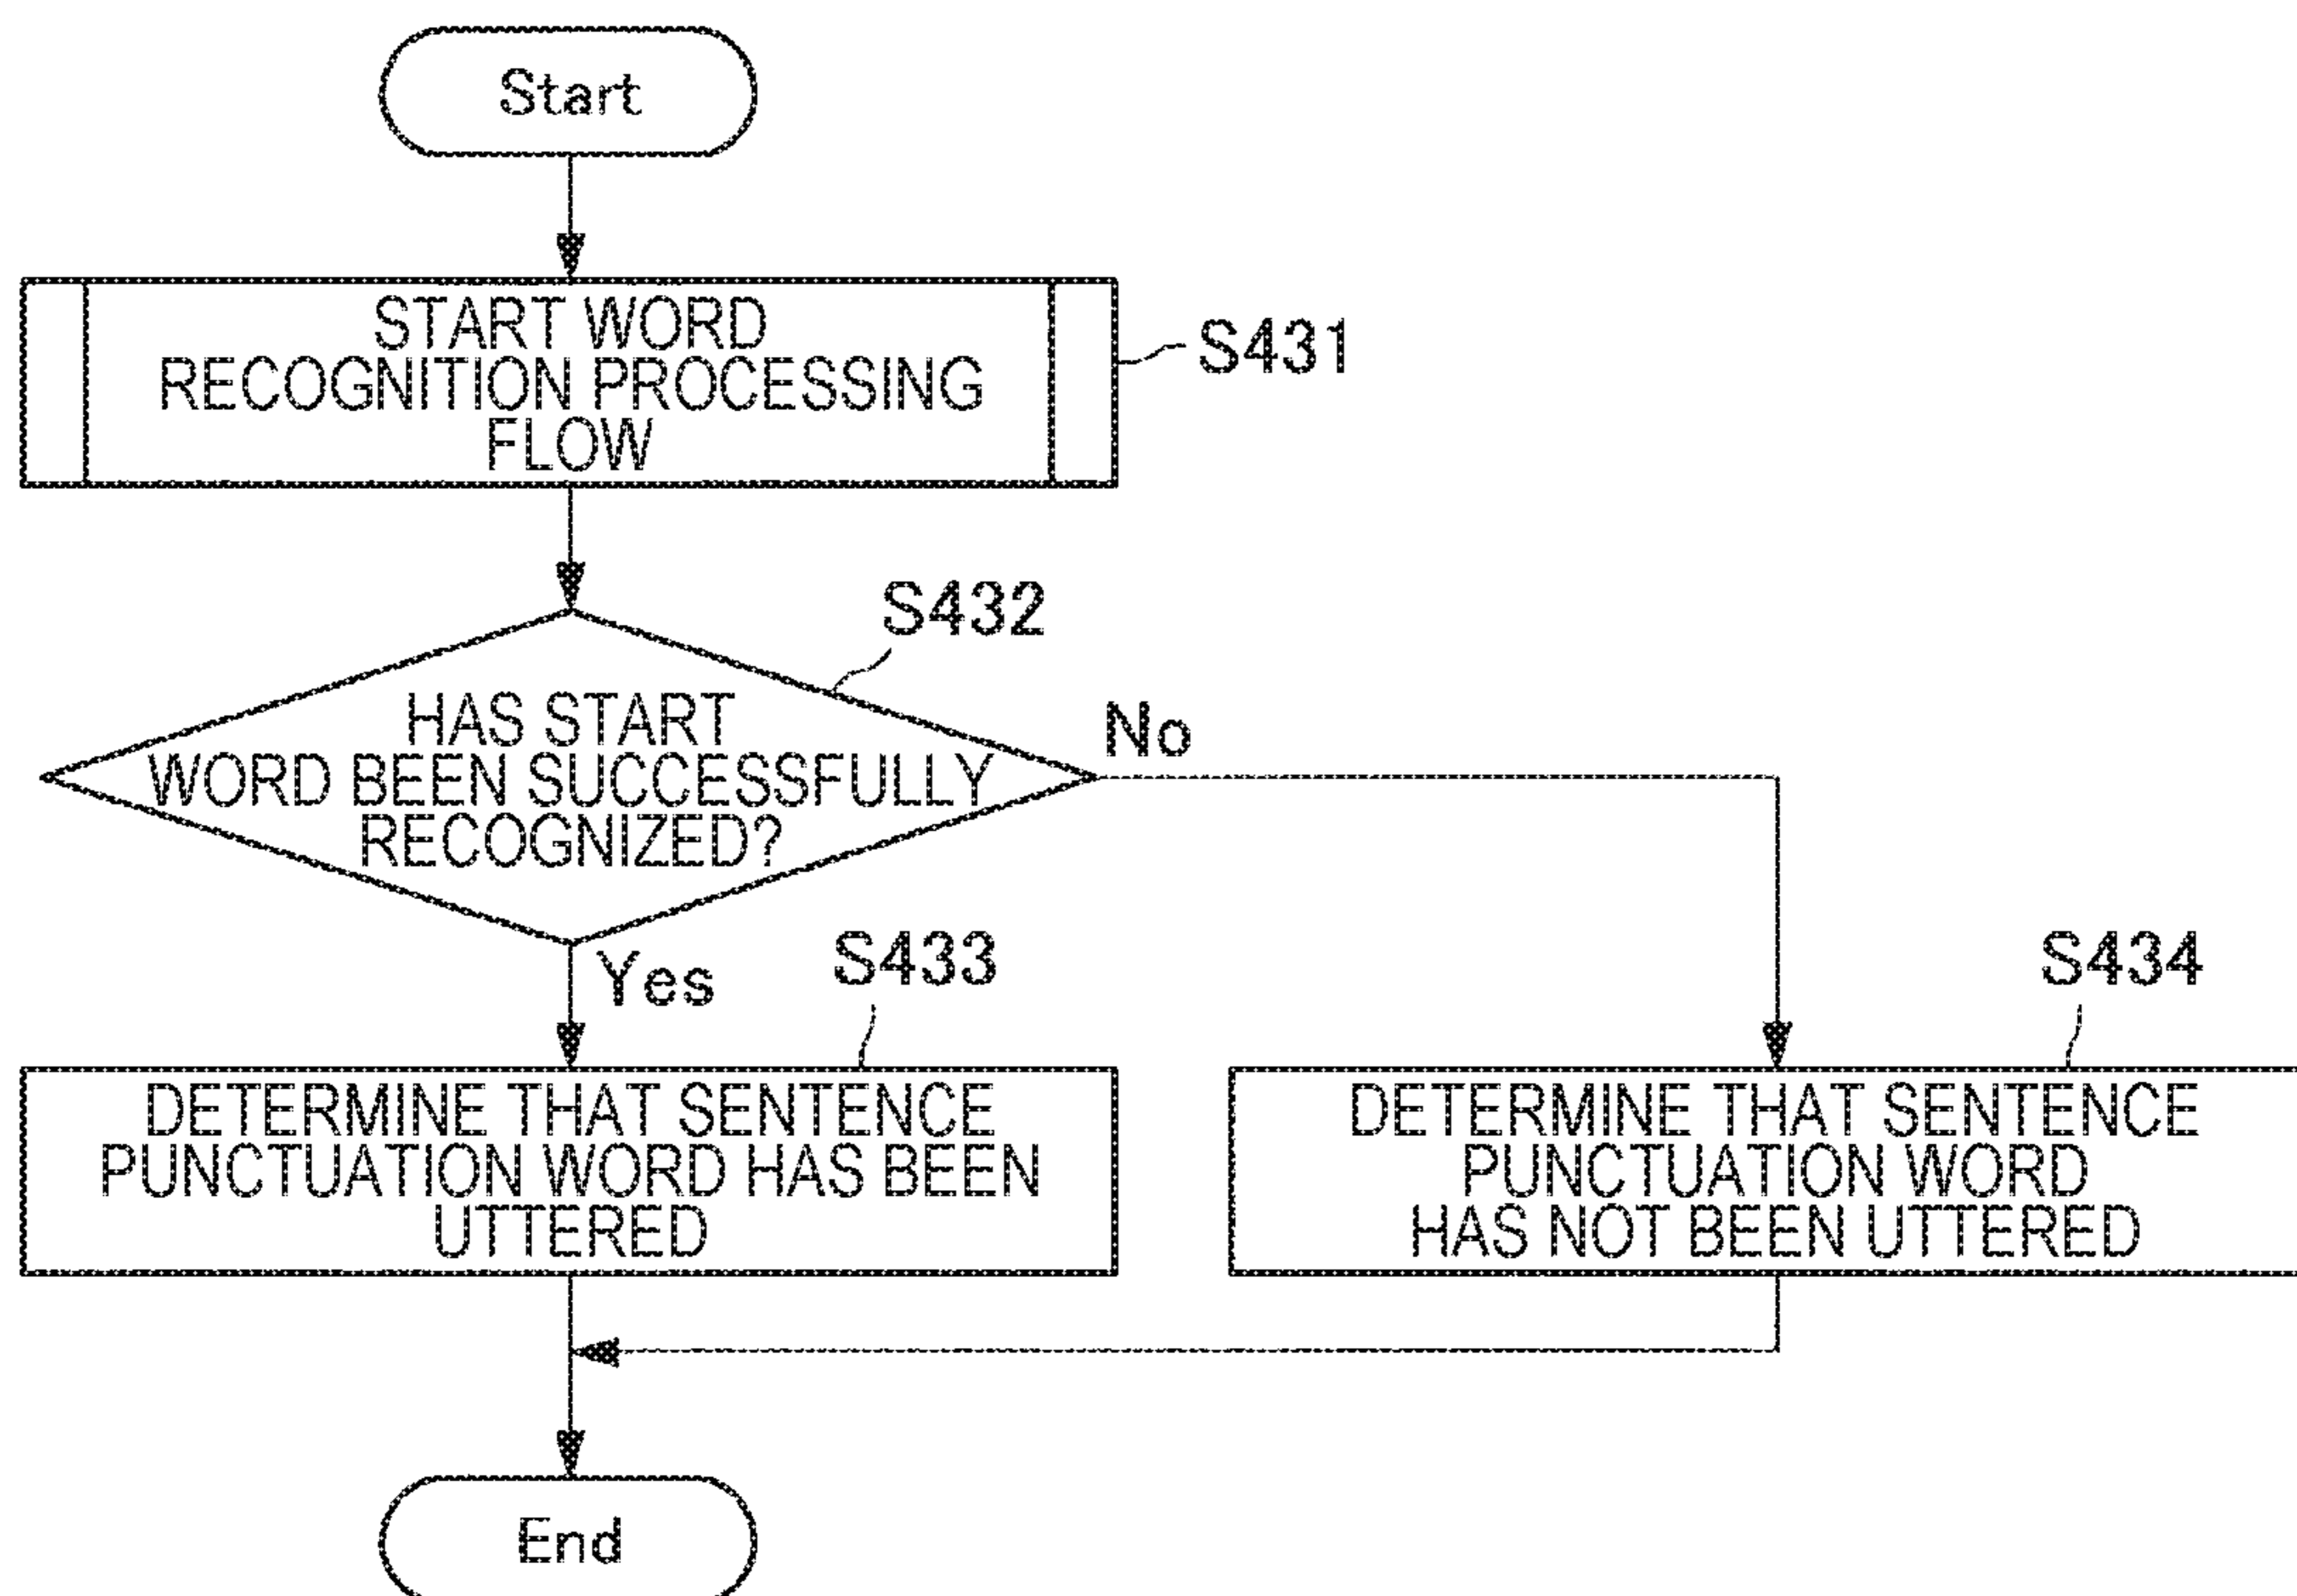 Start
START WORD
RECOGNITION PROCESSING
FLOW
S431
S432
HAS START
WORD BEEN SUCCESSFULLY
RECOGNIZED?
No
Yes
S433
S434
DETERMINE THAT SENTENCE
PUNCTUATION WORD HAS BEEN
UTTERED
DETERMINE THAT SENTENCE
PUNCTUATION WORD
HAS NOT BEEN UTTERED
End